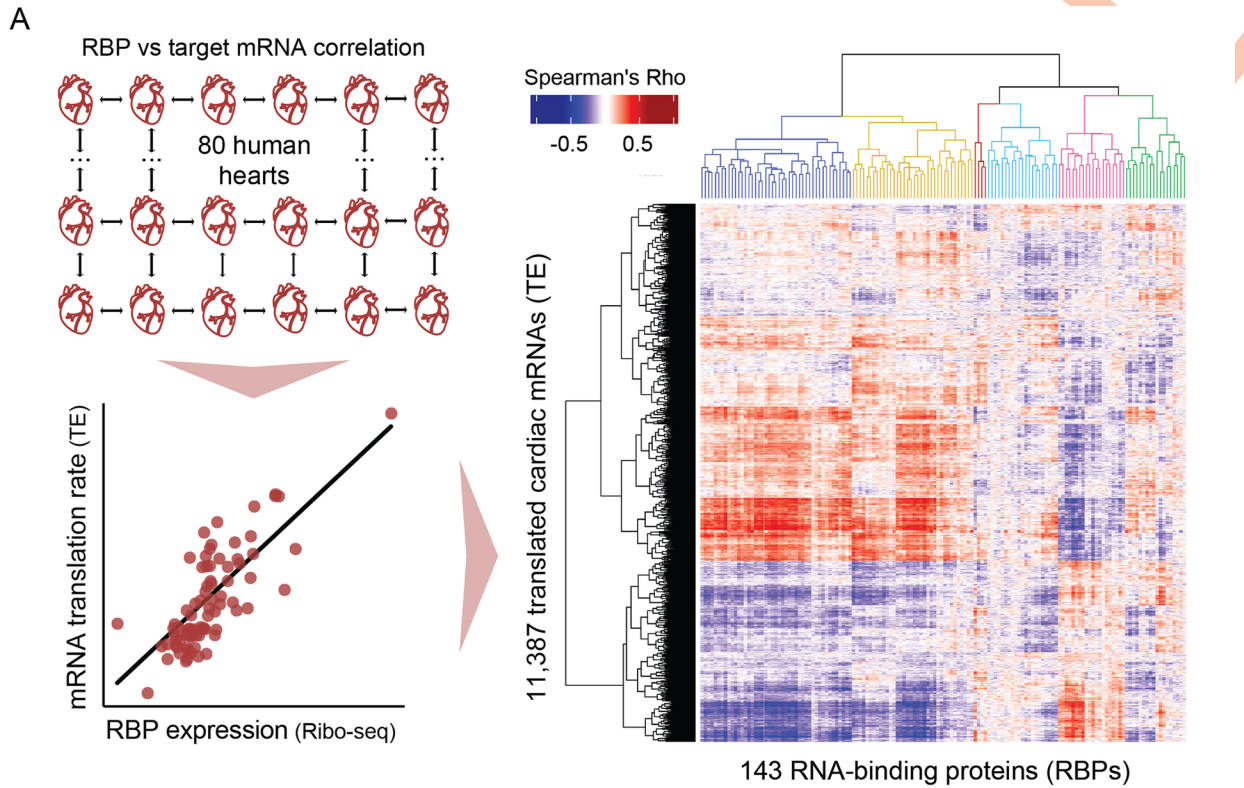 A
RBP vs target mRNA correlation
80 human
hearts
...
...
...
...
mRNA translation rate (TE)
RBP expression (Ribo-seq)
Spearman's Rho
-0.5
0.5
11,387 translated cardiac mRNAs (TE)
143 RNA-binding proteins (RBPs)